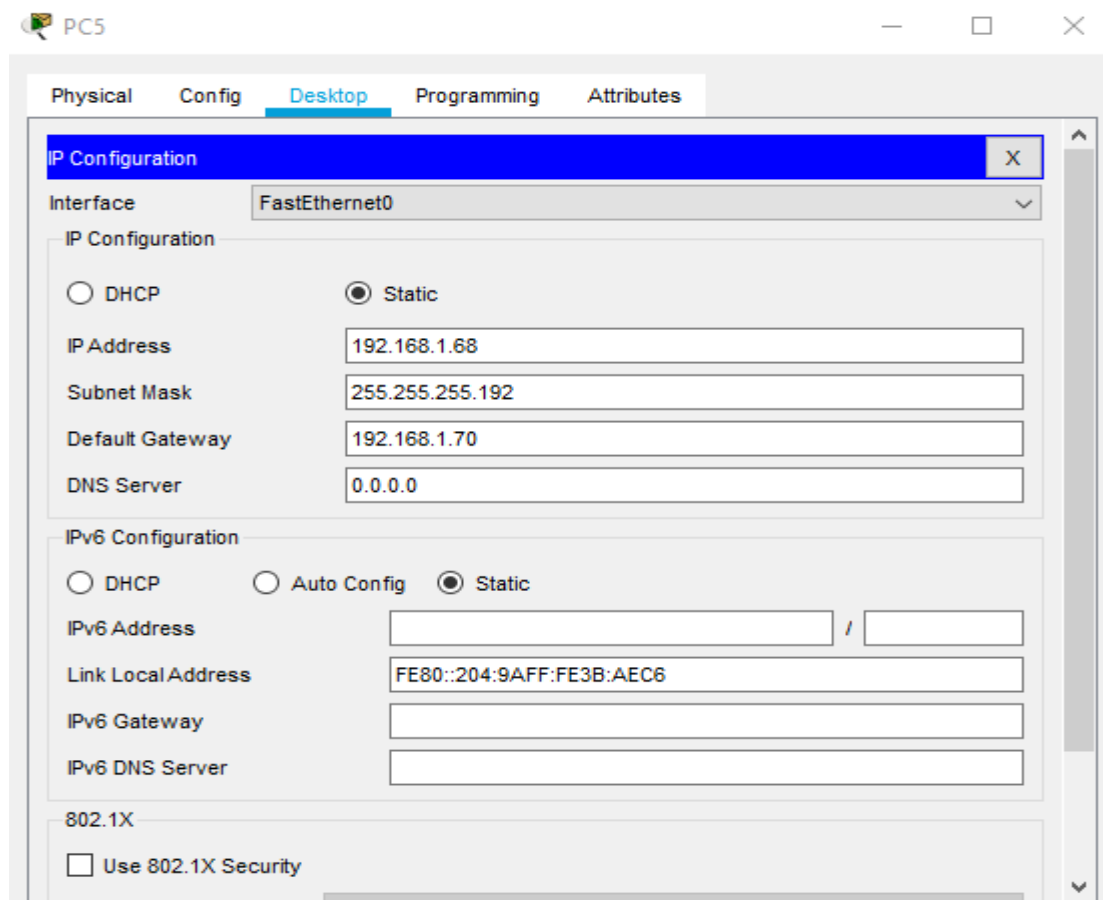 PC5
Physical Config Desktop Programming Attributes
IP Configuration X
Interface FastEthernet0
IP Configuration
DHCP Static
IP Address 192.168.1.68
Subnet Mask 255.255.255.192
Default Gateway 192.168.1.70
DNS Server 0.0.0.0
IPv6 Configuration
DHCP Auto Config Static
IPv6 Address /
Link Local Address FE80::204:9AFF:FE3B:AEC6
IPv6 Gateway
IPv6 DNS Server
802.1X
Use 802.1X Security